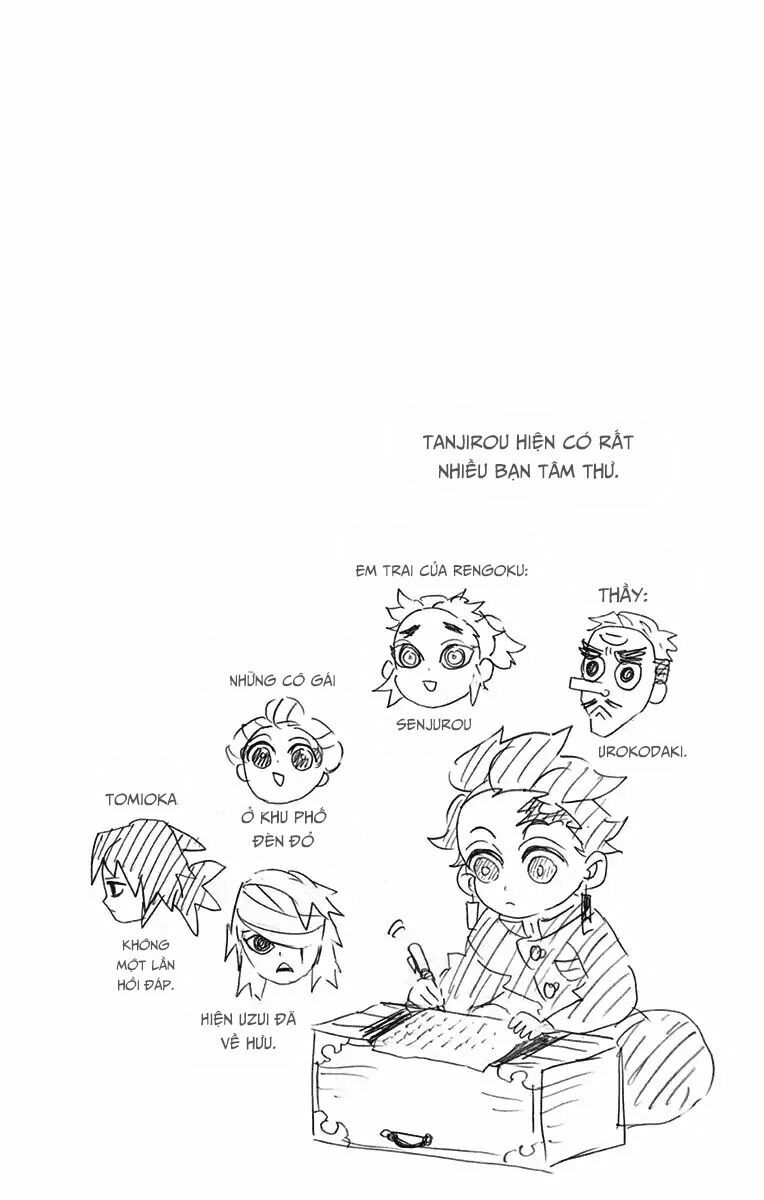 TANJIROU HIỆN CÓ RẤT
NHIỀU BẠN TÂM THƯ.
EM TRAI CỦA RENGOKU:
SENJUROU
THẦY:
UROKODAKI.
NHỮNG CÔ GÁI
Ở KHU PHỐ
ĐÈN ĐỎ
TOMIOKA
KHÔNG
MỘT LẦN
HỒI ĐÁP.
HIỆN UZUI ĐÃ
VỀ HƯU.